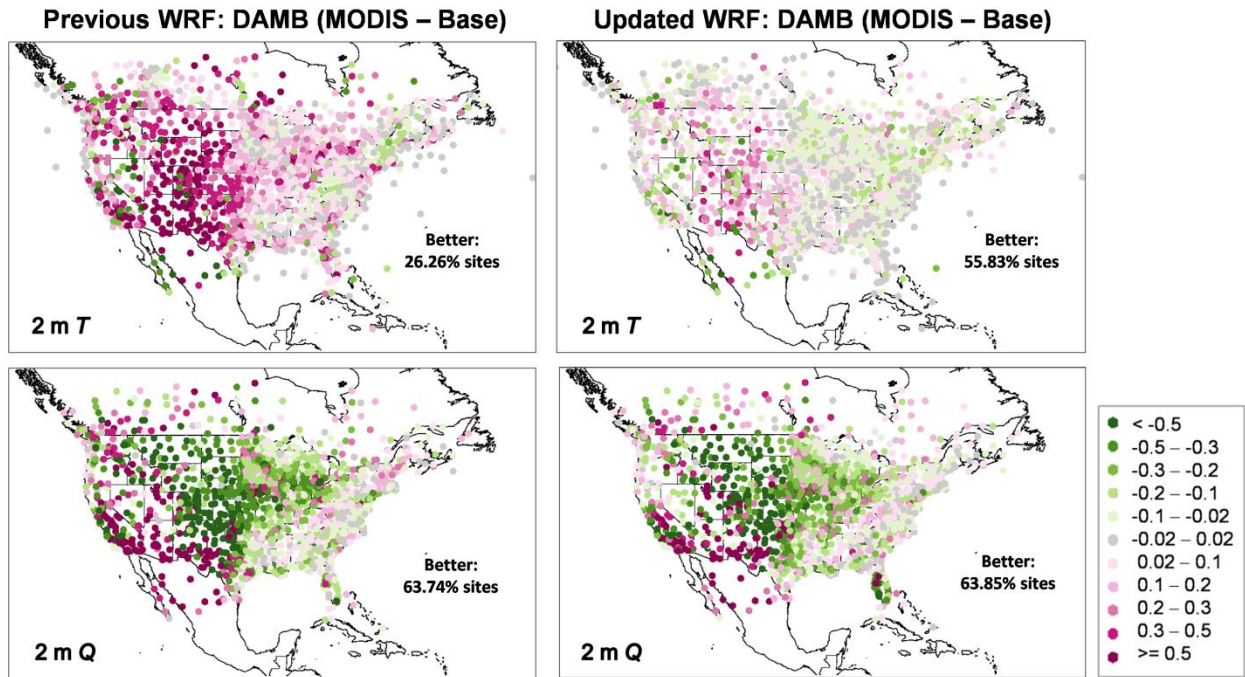 Previous WRF: DAMB (MODIS – Base)
Updated WRF: DAMB (MODIS – Base)
Better:
26.26% sites
2 m T
Better:
55.83% sites
2 m T
Better:
63.74% sites
2 m Q
Better:
63.85% sites
2 m Q
< -0.5
-0.5 – -0.3
-0.3 – -0.2
-0.2 – -0.1
-0.1 – -0.02
-0.02 – 0.02
0.02 – 0.1
0.1 – 0.2
0.2 – 0.3
0.3 – 0.5
>= 0.5